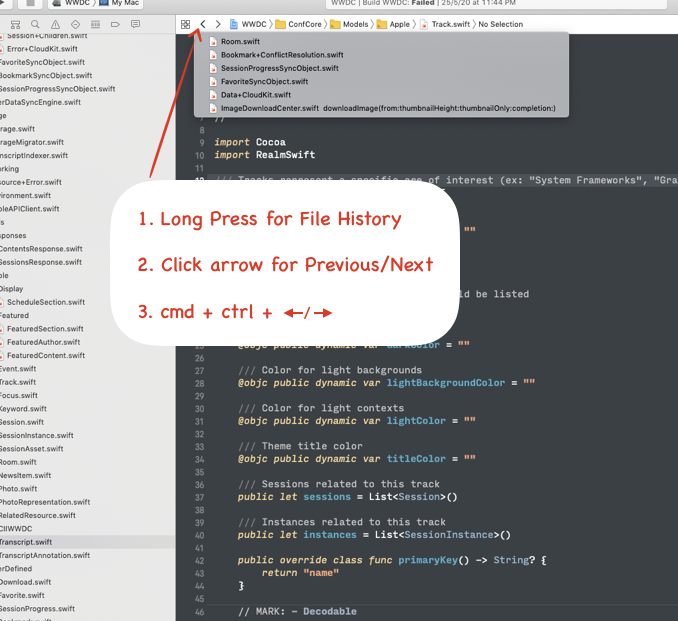 WWDC My Mac
WWDC | Build WWDC: Failed | 25/5/20 at 11:44 PM
WWDC ConfCore Models Apple Track.swift No Selection
Room.swift
Bookmark+ConflictResolution.swift
SessionProgressSyncObject.swift
FavoriteSyncObject.swift
Data+CloudKit.swift
ImageDownloadCenter.swift downloadImage(from:thumbnailHeight:thumbnailOnly:completion:)
Session+Children.swift
Error+CloudKit.swift
FavoriteSyncObject.swift
BookmarkSyncObject.swift
SessionProgressSyncObject.swift
erDataSyncEngine.swift
ge
rage.swift
rageMigrator.swift
nscriptIndexer.swift
rking
source+Error.swift
vironment.swift
pleAPIClient.swift
s
sponses
ContentsResponse.swift
SessionsResponse.swift
ple
Display
ScheduleSection.swift
Featured
FeaturedSection.swift
FeaturedAuthor.swift
FeaturedContent.swift
Event.swift
Track.swift
Focus.swift
Keyword.swift
Session.swift
SessionInstance.swift
SessionAsset.swift
Room.swift
NewsItem.swift
Photo.swift
PhotoRepresentation.swift
RelatedResource.swift
CIIWWDC
Transcript.swift
TranscriptAnnotation.swift
erDefined
Download.swift
Favorite.swift
SessionProgress.swift
7 //
8
9 import Cocoa
10 import RealmSwift
11
12 /// Tracks represent a specific are of interest (ex: "System Frameworks", "Gra
""
1. Long Press for File History
2. Click arrow for Previous/Next
ld be listed
3. cmd + ctrl + ←/→
25 @objc public dynamic var darkColor = ""
26
27 /// Color for light backgrounds
28 @objc public dynamic var lightBackgroundColor = ""
29
30 /// Color for light contexts
31 @objc public dynamic var lightColor = ""
32
33 /// Theme title color
34 @objc public dynamic var titleColor = ""
35
36 /// Sessions related to this track
37 public let sessions = List<Session>()
38
39 /// Instances related to this track
40 public let instances = List<SessionInstance>()
41
42 public override class func primaryKey() -> String? {
43 return "name"
44 }
45
46 // MARK: - Decodable